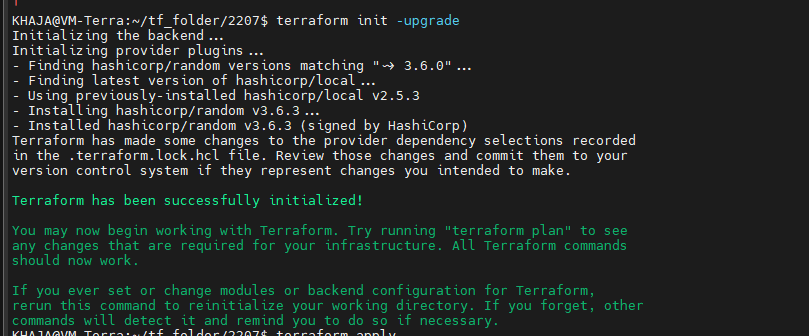 KHAJA@VM-Terra:~/tf_folder/2207$ terraform init -upgrade
Initializing the backend...
Initializing provider plugins...
- Finding hashicorp/random versions matching "~> 3.6.0"...
- Finding latest version of hashicorp/local...
- Using previously-installed hashicorp/local v2.5.3
- Installing hashicorp/random v3.6.3...
- Installed hashicorp/random v3.6.3 (signed by HashiCorp)
Terraform has made some changes to the provider dependency selections recorded
in the .terraform.lock.hcl file. Review those changes and commit them to your
version control system if they represent changes you intended to make.
Terraform has been successfully initialized!
You may now begin working with Terraform. Try running "terraform plan" to see
any changes that are required for your infrastructure. All Terraform commands
should now work.
If you ever set or change modules or backend configuration for Terraform,
rerun this command to reinitialize your working directory. If you forget, other
commands will detect it and remind you to do so if necessary.
KHAJA@VM-Terra:~/tf_folder/2207$ terraform apply